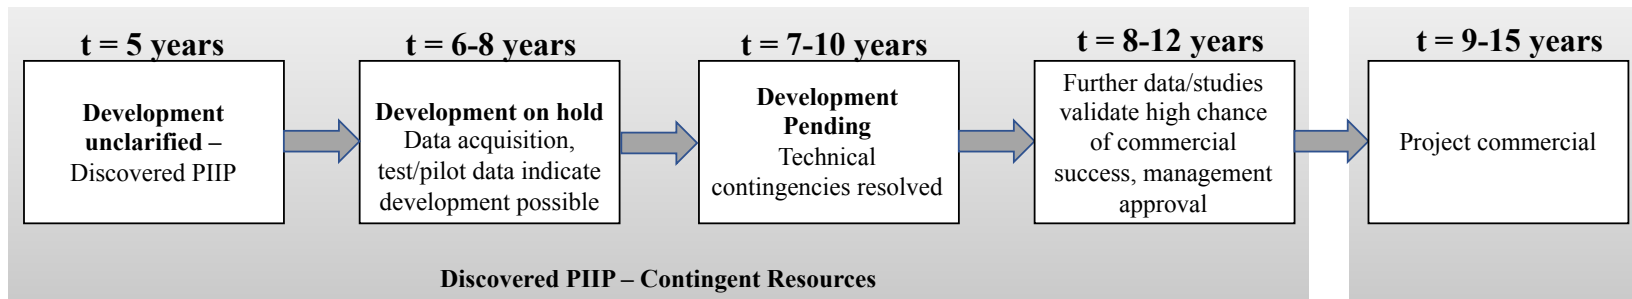 t = 5 years
Development
unclarified –
Discovered PIIP
t = 6-8 years
Development on hold
Data acquisition,
test/pilot data indicate
development possible
t = 7-10 years
Development
Pending
Technical
contingencies resolved
t = 8-12 years
Further data/studies
validate high chance
of commercial
success, management
approval
t = 9-15 years
Project commercial
Discovered PIIP – Contingent Resources